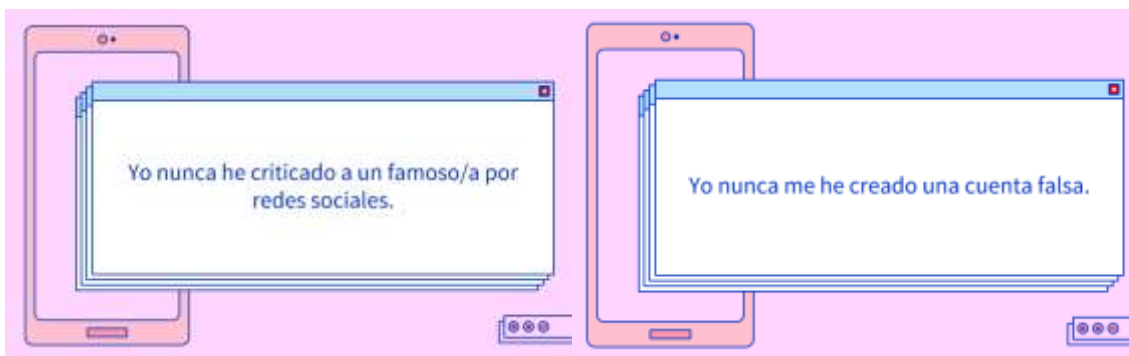 Yo nunca he criticado a un famoso/a por
redes sociales.
Yo nunca me he creado una cuenta falsa.